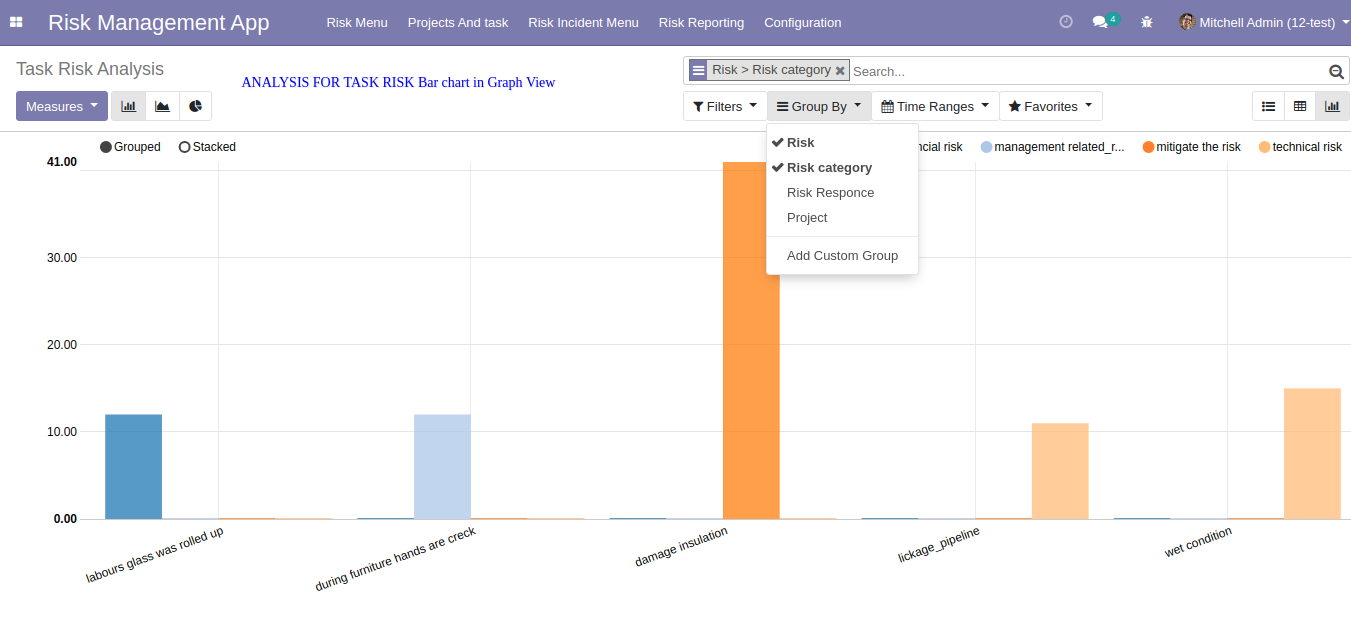 Risk Management App
Risk Menu Projects And task Risk Incident Menu Risk Reporting Configuration
4 Mitchell Admin (12-test)
Task Risk Analysis
ANALYSIS FOR TASK RISK Bar chart in Graph View
Risk > Risk category Search...
Measures
Filters Group By Time Ranges Favorites
Grouped Stacked
Risk
Risk category
Risk Responce
Project
Add Custom Group
ncial risk management related_r... mitigate the risk technical risk
41.00
30.00
20.00
10.00
0.00
labours glass was rolled up
during furniture hands are creck
damage insulation
lickage_pipeline
wet condition